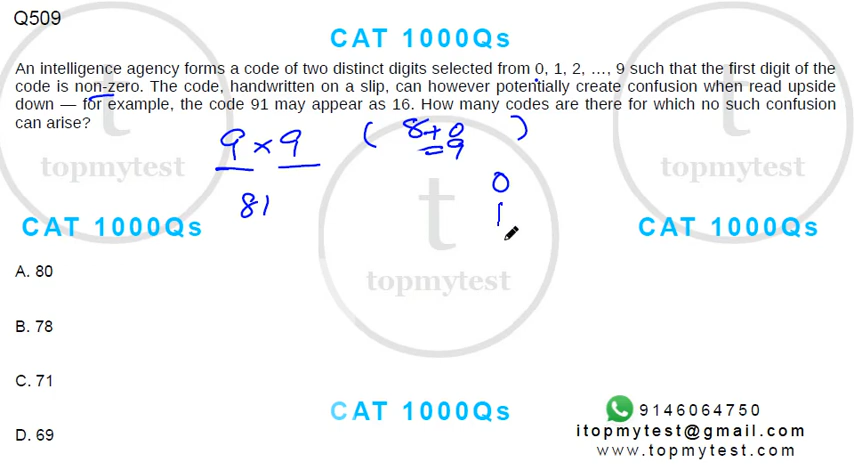 Q509
CAT 1000Qs
An intelligence agency forms a code of two distinct digits selected from 0, 1, 2, …, 9 such that the first digit of the
code is non-zero. The code, handwritten on a slip, can however potentially create confusion when read upside
down — for example, the code 91 may appear as 16. How many codes are there for which no such confusion
can arise?
9 × 9 ( 8+0 )
=9
topmytest topmytest
0
81 1
t
CAT 1000Qs CAT 1000Qs
A. 80
topmytest
B. 78
C. 71
CAT 1000Qs
9146064750
itopmytest@gmail.com
D. 69
www.topmytest.com